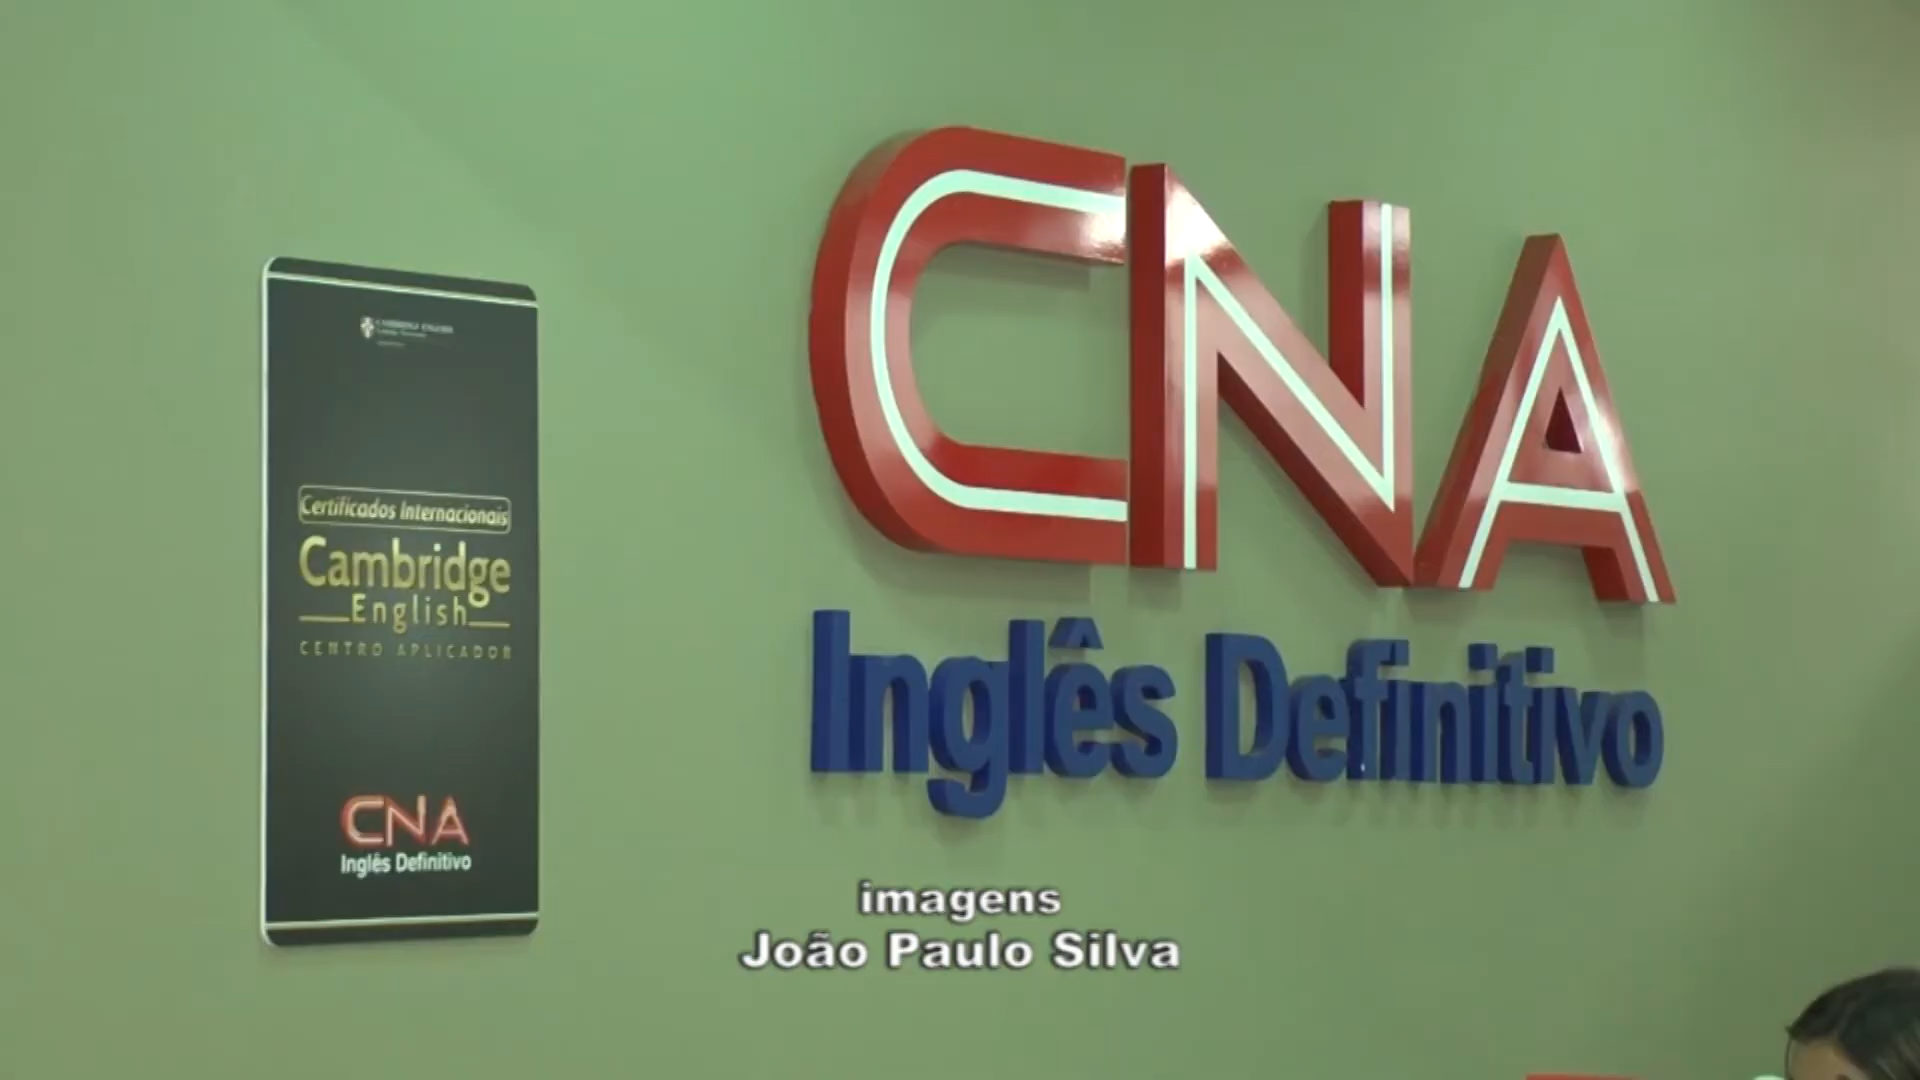 Certificados Internacionais
Cambridge
English
CENTRO APLICADOR
CNA
Inglês Definitivo
CNA
Inglês Definitivo
imagens
João Paulo Silva